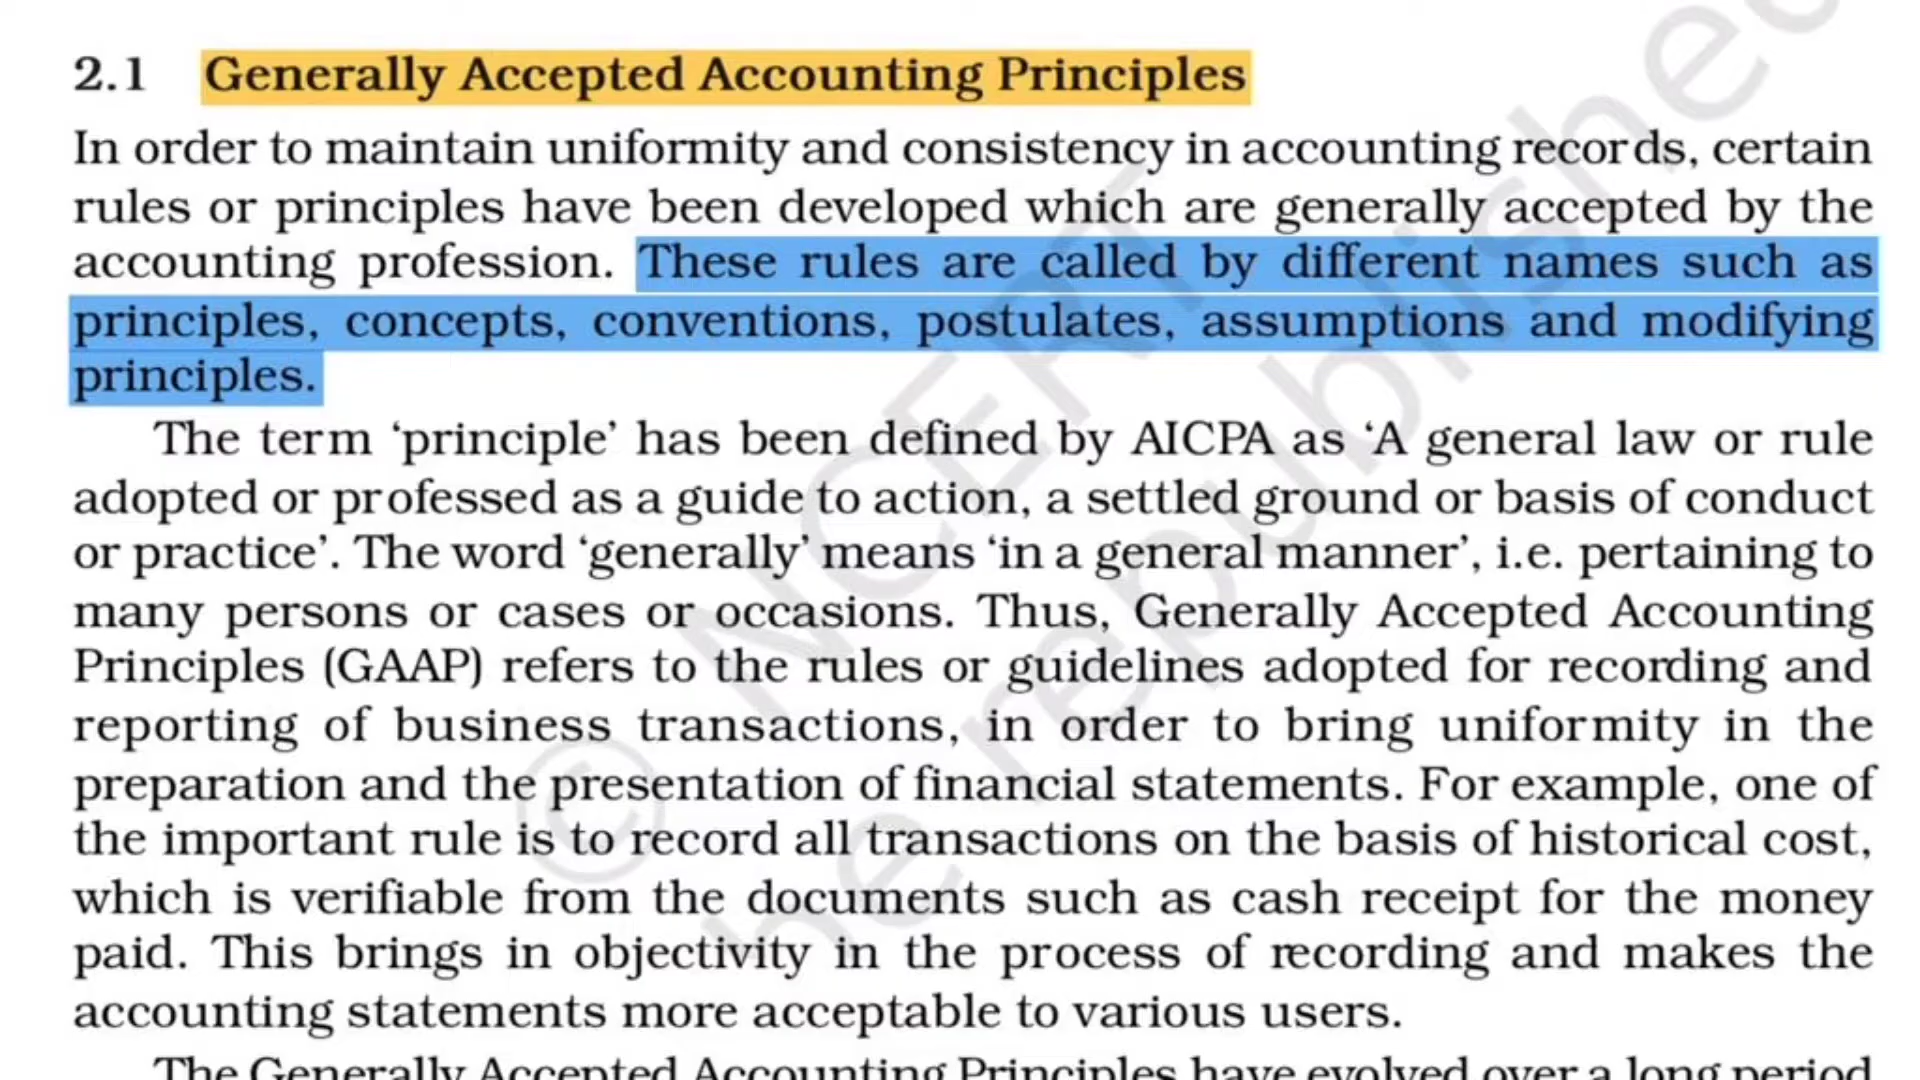 2.1 Generally Accepted Accounting Principles
In order to maintain uniformity and consistency in accounting records, certain
rules or principles have been developed which are generally accepted by the
accounting profession. These rules are called by different names such as
principles, concepts, conventions, postulates, assumptions and modifying
principles.
The term ‘principle’ has been defined by AICPA as ‘A general law or rule
adopted or professed as a guide to action, a settled ground or basis of conduct
or practice’. The word ‘generally’ means ‘in a general manner’, i.e. pertaining to
many persons or cases or occasions. Thus, Generally Accepted Accounting
Principles (GAAP) refers to the rules or guidelines adopted for recording and
reporting of business transactions, in order to bring uniformity in the
preparation and the presentation of financial statements. For example, one of
the important rule is to record all transactions on the basis of historical cost,
which is verifiable from the documents such as cash receipt for the money
paid. This brings in objectivity in the process of recording and makes the
accounting statements more acceptable to various users.
The Generally Accepted Accounting Principles have evolved over a long period
© NCERT
be republished